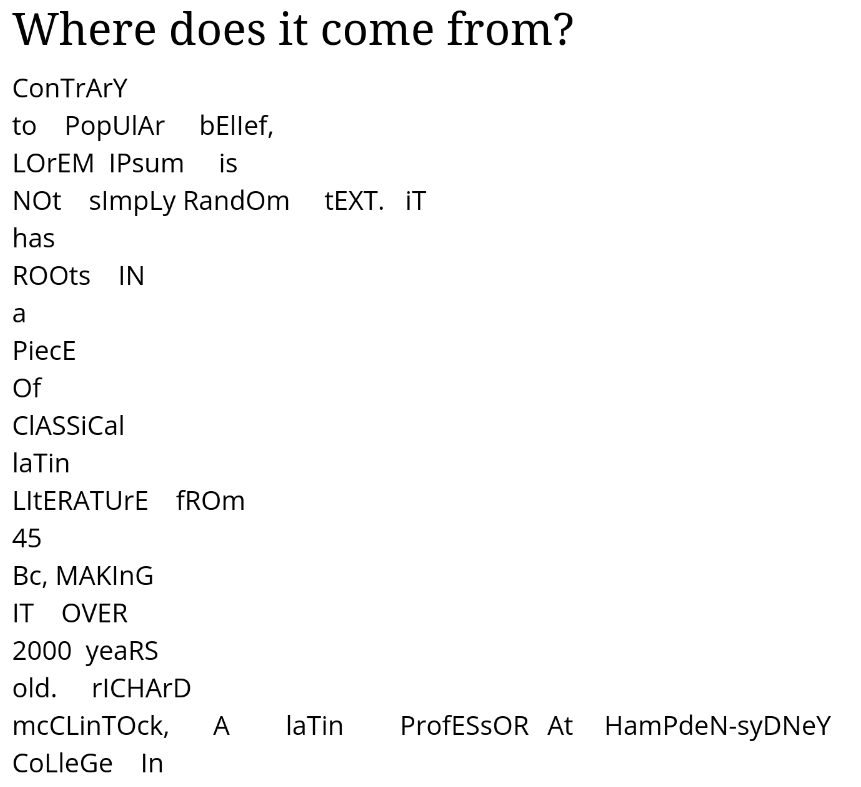 Where does it come from?
ConTrArY
to PopUlAr bElIef,
LOrEM IPsum is
NOt sImpLy RandOm tEXT. iT
has
ROOts IN
a
PiecE
Of
ClASSiCal
laTin
LItERATUrE fROm
45
Bc, MAKInG
IT OVER
2000 yeaRS
old. rICHArD
mcCLinTOck, A laTin ProfESsOR At HamPdeN-syDNeY
CoLleGe In